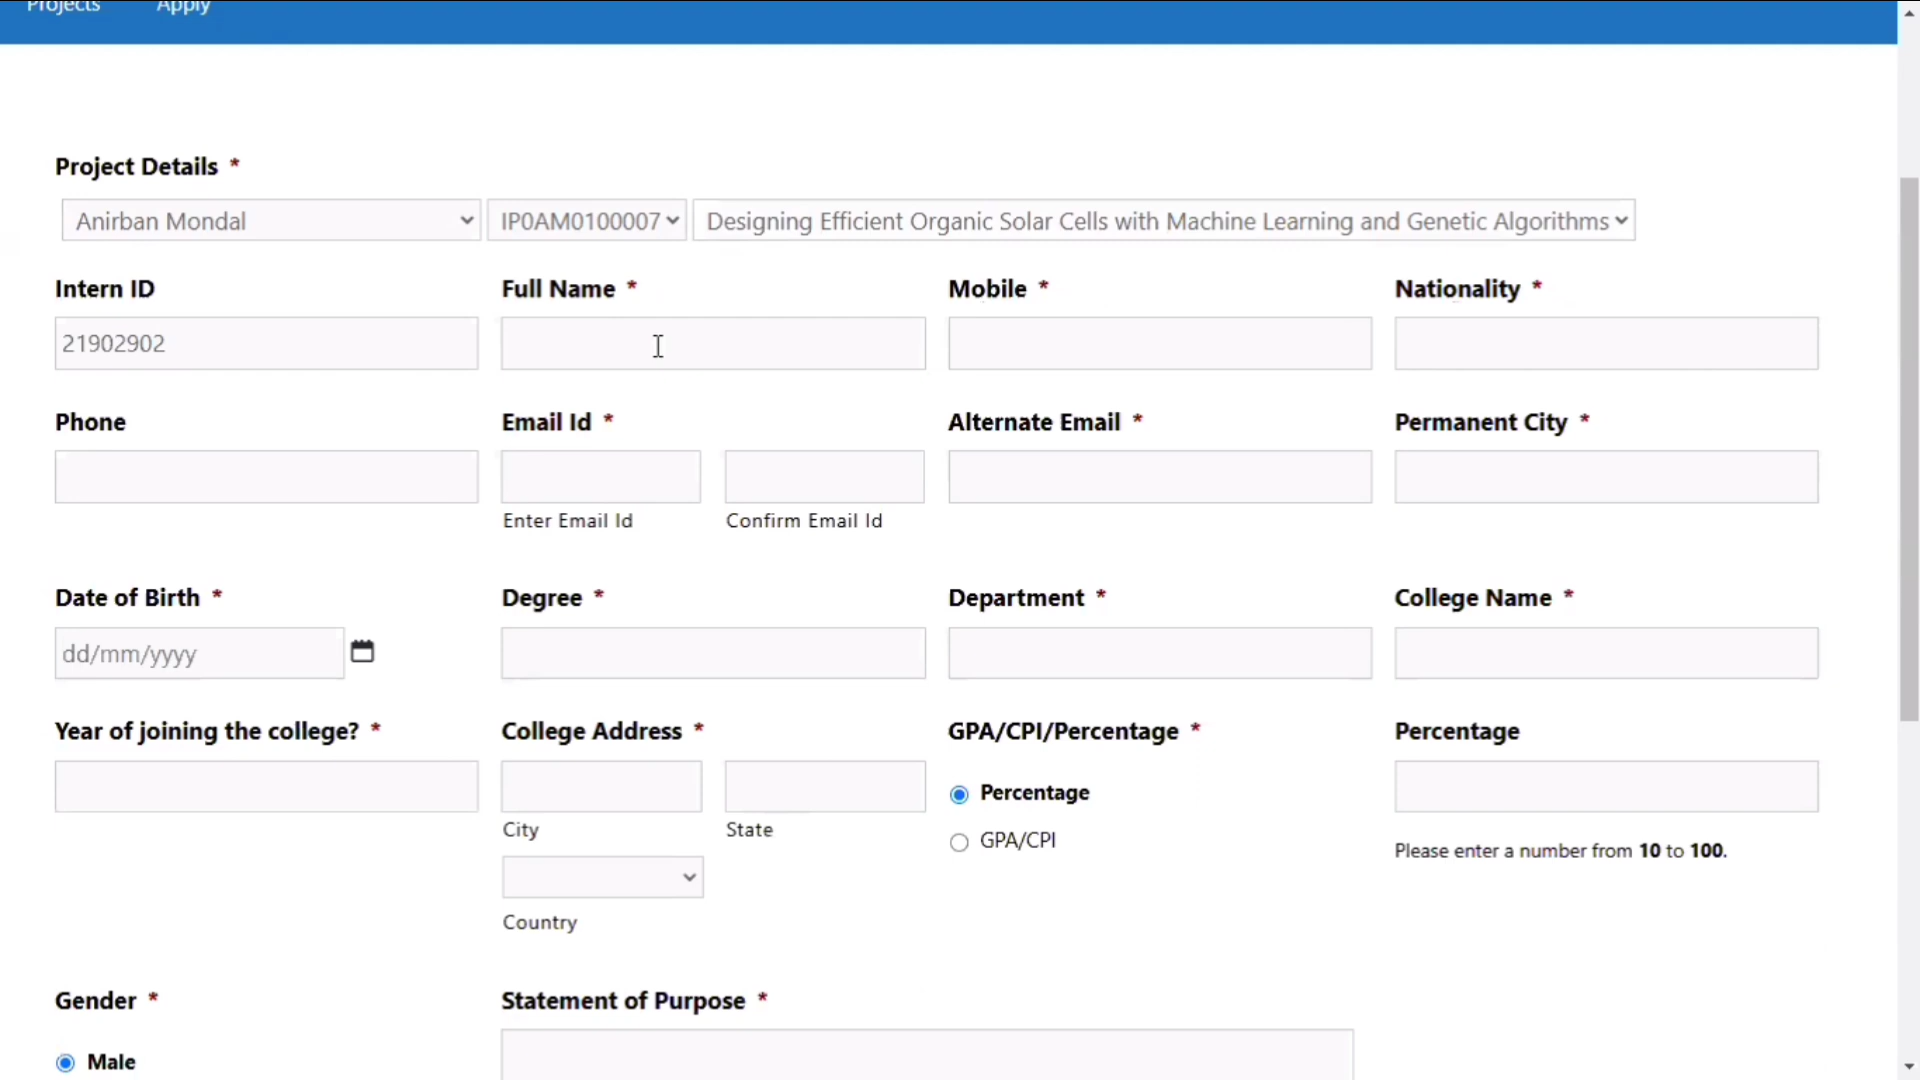 Projects Apply
Project Details *
Anirban Mondal IP0AM0100007 Designing Efficient Organic Solar Cells with Machine Learning and Genetic Algorithms
Intern ID Full Name * Mobile * Nationality *
21902902
Phone Email Id * Alternate Email * Permanent City *
Enter Email Id Confirm Email Id
Date of Birth * Degree * Department * College Name *
dd/mm/yyyy
Year of joining the college? * College Address * GPA/CPI/Percentage * Percentage
Percentage
City State GPA/CPI Please enter a number from 10 to 100.
Country
Gender * Statement of Purpose *
Male